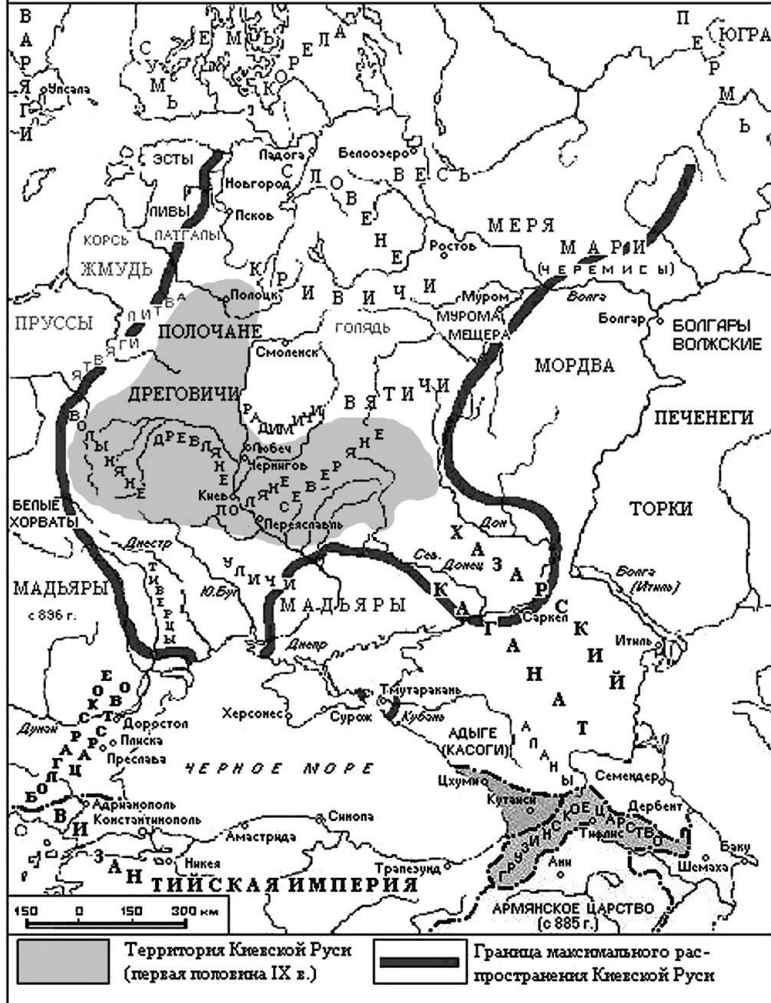 ВАРЯГИ
СУМЬ
ЕМЬ
КОРЕЛА
ПЕРМЬ
ЮГРА
Упсала
ЭСТЫ
Ладога
Белоозеро
Новгород
СЛОВЕНЕ
ВЕСЬ
ЛИВЫ
Псков
МЕРЯ
ЛАТГАЛЫ
КОРСЬ
Ростов
МАРИ
ЖМУДЬ
(ЧЕРЕМИСЫ)
КРИВИЧИ
Полоцк
Муром
Волга
ЛИТВА
ПРУССЫ
ПОЛОЧАНЕ
ГОЛЯДЬ
МУРОМА
МЕЩЕРА
Болгар
БОЛГАРЫ
ВОЛЖСКИЕ
Смоленск
ЯТВЯГИ
МОРДВА
ДРЕГОВИЧИ
РАДИМИЧИ
ВЯТИЧИ
ПЕЧЕНЕГИ
ВОЛЫНЯНЕ
ДРЕВЛЯНЕ
Любеч
Чернигов
СЕВЕРЯНЕ
Киев
ПОЛЯНЕ
Переяславль
БЕЛЫЕ
ХОРВАТЫ
ТОРКИ
Дон
Днестр
ХАЗАРСКИЙ
Сев.
Донец
УЛИЧИ
Волга
(Итиль)
МАДЬЯРЫ
с 896 г.
ТИВЕРЦЫ
Ю.Буг
МАДЬЯРЫ
КАГАНАТ
Саркел
Итиль
Днепр
Тмутаракань
Херсонес
Сурож
Кубань
Дунай
Доростол
Плиска
Преслава
БОЛГАРСКОЕ
ЦАРСТВО
АДЫГЕ
(КАСОГИ)
АЛАНЫ
ЧЕРНОЕ МОРЕ
Цхуми
Семендер
Кутаиси
Дербент
Адрианополь
Константинополь
Синопа
Амастрида
ГРУЗИНСКОЕ ЦАРСТВО
Тифлис
Баку
Никея
Трапезунд
Ани
Шемаха
ВИЗАНТИЙСКАЯ ИМПЕРИЯ
АРМЯНСКОЕ ЦАРСТВО
(с 885 г.)
150 0 150 300 км
Территория Киевской Руси
(первая половина IX в.)
Граница максимального рас-
пространения Киевской Руси